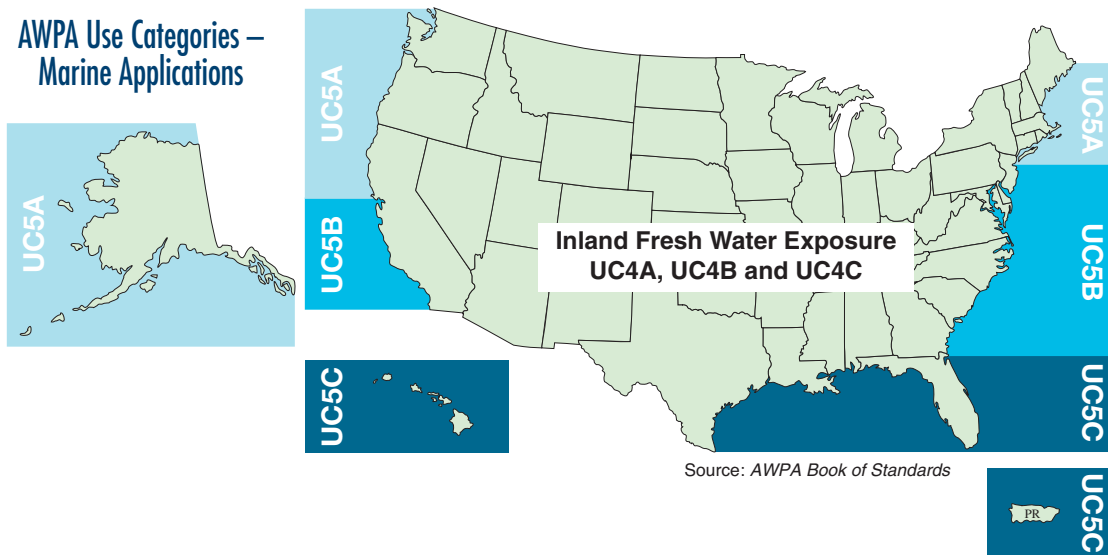 AWPA Use Categories –
Marine Applications
UC5A
UC5A
UC5A
UC5B
Inland Fresh Water Exposure
UC4A, UC4B and UC4C
UC5B
UC5C
UC5C
Source: AWPA Book of Standards
PR
UC5C